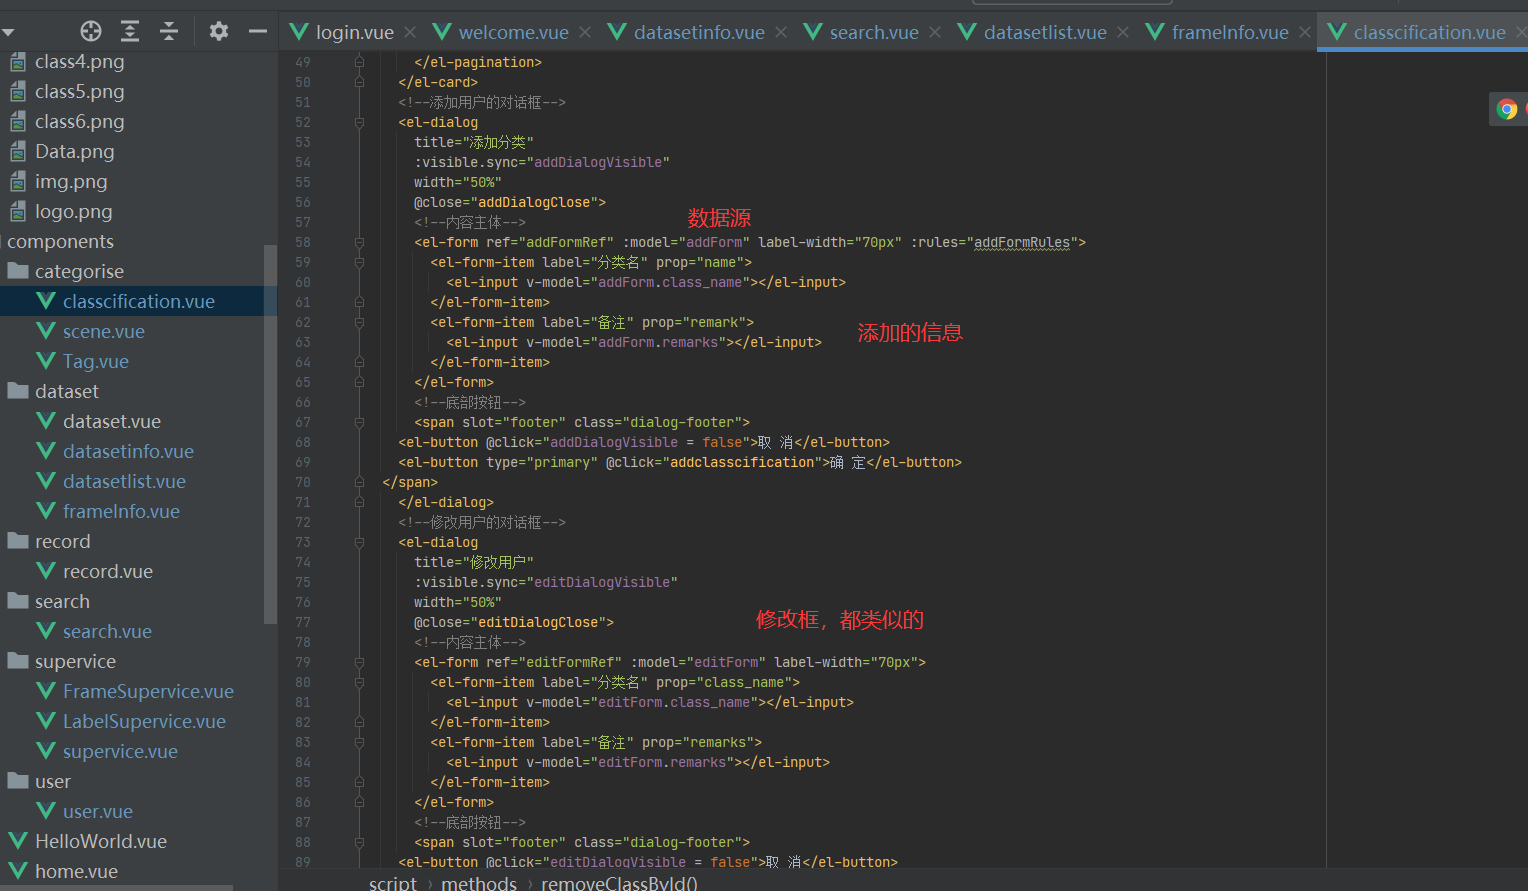 login.vue
welcome.vue
datasetinfo.vue
search.vue
datasetlist.vue
frameInfo.vue
classcification.vue
class4.png
class5.png
class6.png
Data.png
img.png
logo.png
components
categorise
classcification.vue
scene.vue
Tag.vue
dataset
dataset.vue
datasetinfo.vue
datasetlist.vue
frameInfo.vue
record
record.vue
search
search.vue
supervice
FrameSupervice.vue
LabelSupervice.vue
supervice.vue
user
user.vue
HelloWorld.vue
home.vue
49 </el-pagination>
50 </el-card>
51 <!--添加用户的对话框-->
52 <el-dialog
53 title="添加分类"
54 :visible.sync="addDialogVisible"
55 width="50%"
56 @close="addDialogClose">
数据源
57 <!--内容主体-->
58 <el-form ref="addFormRef" :model="addForm" label-width="70px" :rules="addFormRules">
59 <el-form-item label="分类名" prop="name">
60 <el-input v-model="addForm.class_name"></el-input>
61 </el-form-item>
62 <el-form-item label="备注" prop="remark">
添加的信息
63 <el-input v-model="addForm.remarks"></el-input>
64 </el-form-item>
65 </el-form>
66 <!--底部按钮-->
67 <span slot="footer" class="dialog-footer">
68 <el-button @click="addDialogVisible = false">取 消</el-button>
69 <el-button type="primary" @click="addclasscification">确 定</el-button>
70 </span>
71 </el-dialog>
72 <!--修改用户的对话框-->
73 <el-dialog
74 title="修改用户"
75 :visible.sync="editDialogVisible"
76 width="50%"
77 @close="editDialogClose">
修改框，都类似的
78 <!--内容主体-->
79 <el-form ref="editFormRef" :model="editForm" label-width="70px">
80 <el-form-item label="分类名" prop="class_name">
81 <el-input v-model="editForm.class_name"></el-input>
82 </el-form-item>
83 <el-form-item label="备注" prop="remarks">
84 <el-input v-model="editForm.remarks"></el-input>
85 </el-form-item>
86 </el-form>
87 <!--底部按钮-->
88 <span slot="footer" class="dialog-footer">
89 <el-button @click="editDialogVisible = false">取 消</el-button>
script › methods › removeClassById()